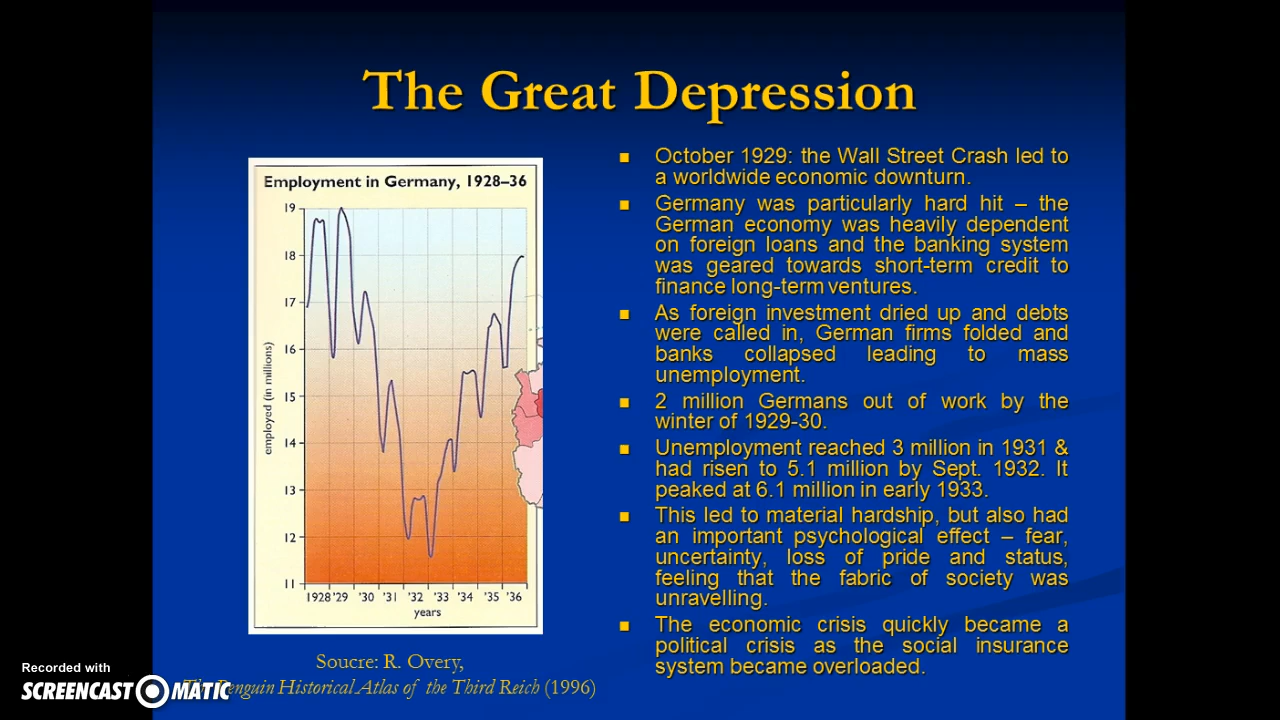 The Great Depression
Employment in Germany, 1928–36
19
18
17
16
15
14
13
12
11
employed (in millions)
1928 '29 '30 '31 '32 '33 '34 '35 '36
years
Soucre: R. Overy,
The Penguin Historical Atlas of the Third Reich (1996)
October 1929: the Wall Street Crash led to
a worldwide economic downturn.
Germany was particularly hard hit – the
German economy was heavily dependent
on foreign loans and the banking system
was geared towards short-term credit to
finance long-term ventures.
As foreign investment dried up and debts
were called in, German firms folded and
banks collapsed leading to mass
unemployment.
2 million Germans out of work by the
winter of 1929-30.
Unemployment reached 3 million in 1931 &
had risen to 5.1 million by Sept. 1932. It
peaked at 6.1 million in early 1933.
This led to material hardship, but also had
an important psychological effect – fear,
uncertainty, loss of pride and status,
feeling that the fabric of society was
unravelling.
The economic crisis quickly became a
political crisis as the social insurance
system became overloaded.
Recorded with
SCREENCAST MATIC